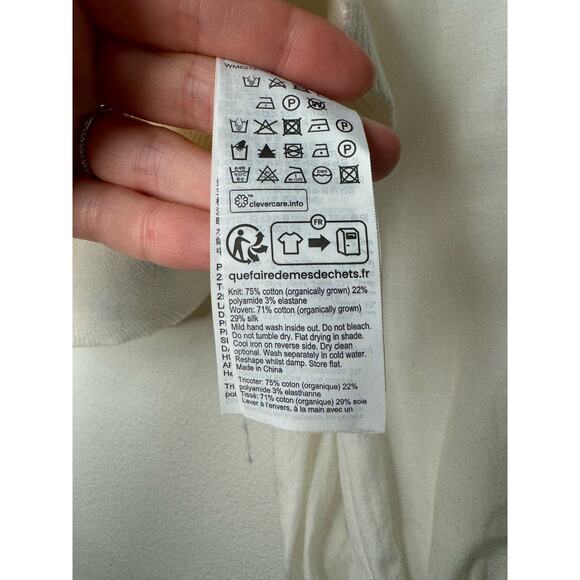 WM627
clevercare.info
FR
quefairedemesdechets.fr
Knit: 75% cotton (organically grown) 22%
polyamide 3% elastane
Woven: 71% cotton (organically grown)
29% silk
Mild hand wash inside out. Do not bleach.
Do not tumble dry. Flat drying in shade.
Cool iron on reverse side. Dry clean
optional. Wash separately in cold water.
Reshape whilst damp. Store flat.
Made in China
Tricoter: 75% coton (organique) 22%
polyamide 3% elasthanne
Tissé: 71% coton (organique) 29% soie
Laver à l'envers, à la main avec un